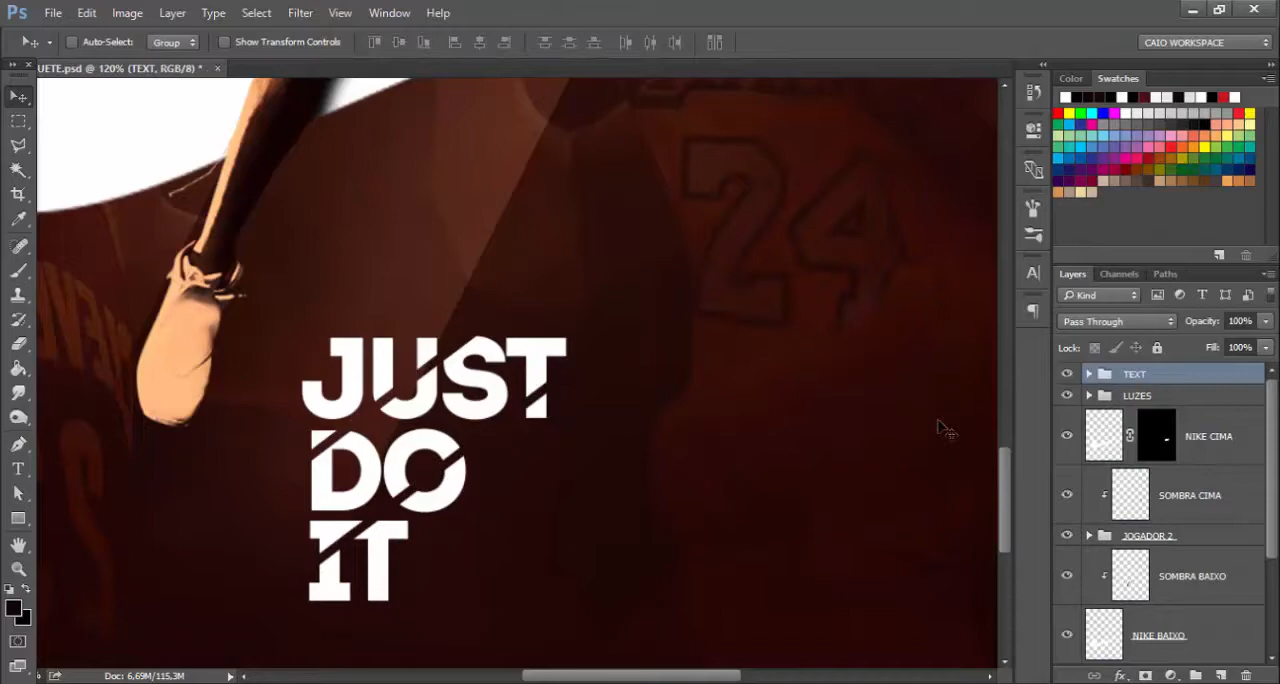 Ps File Edit Image Layer Type Select Filter View Window Help
Auto-Select: Group Show Transform Controls CAIO WORKSPACE
UETE.psd @ 120% (TEXT, RGB/8) * ×
Color Swatches
24
JUST
DO
IT
Layers Channels Paths
Kind
Pass Through Opacity: 100%
Lock: Fill: 100%
TEXT
LUZES
NIKE CIMA
SOMBRA CIMA
JOGADOR 2
SOMBRA BAIXO
NIKE BAIXO
Doc: 6,69M/115,3M